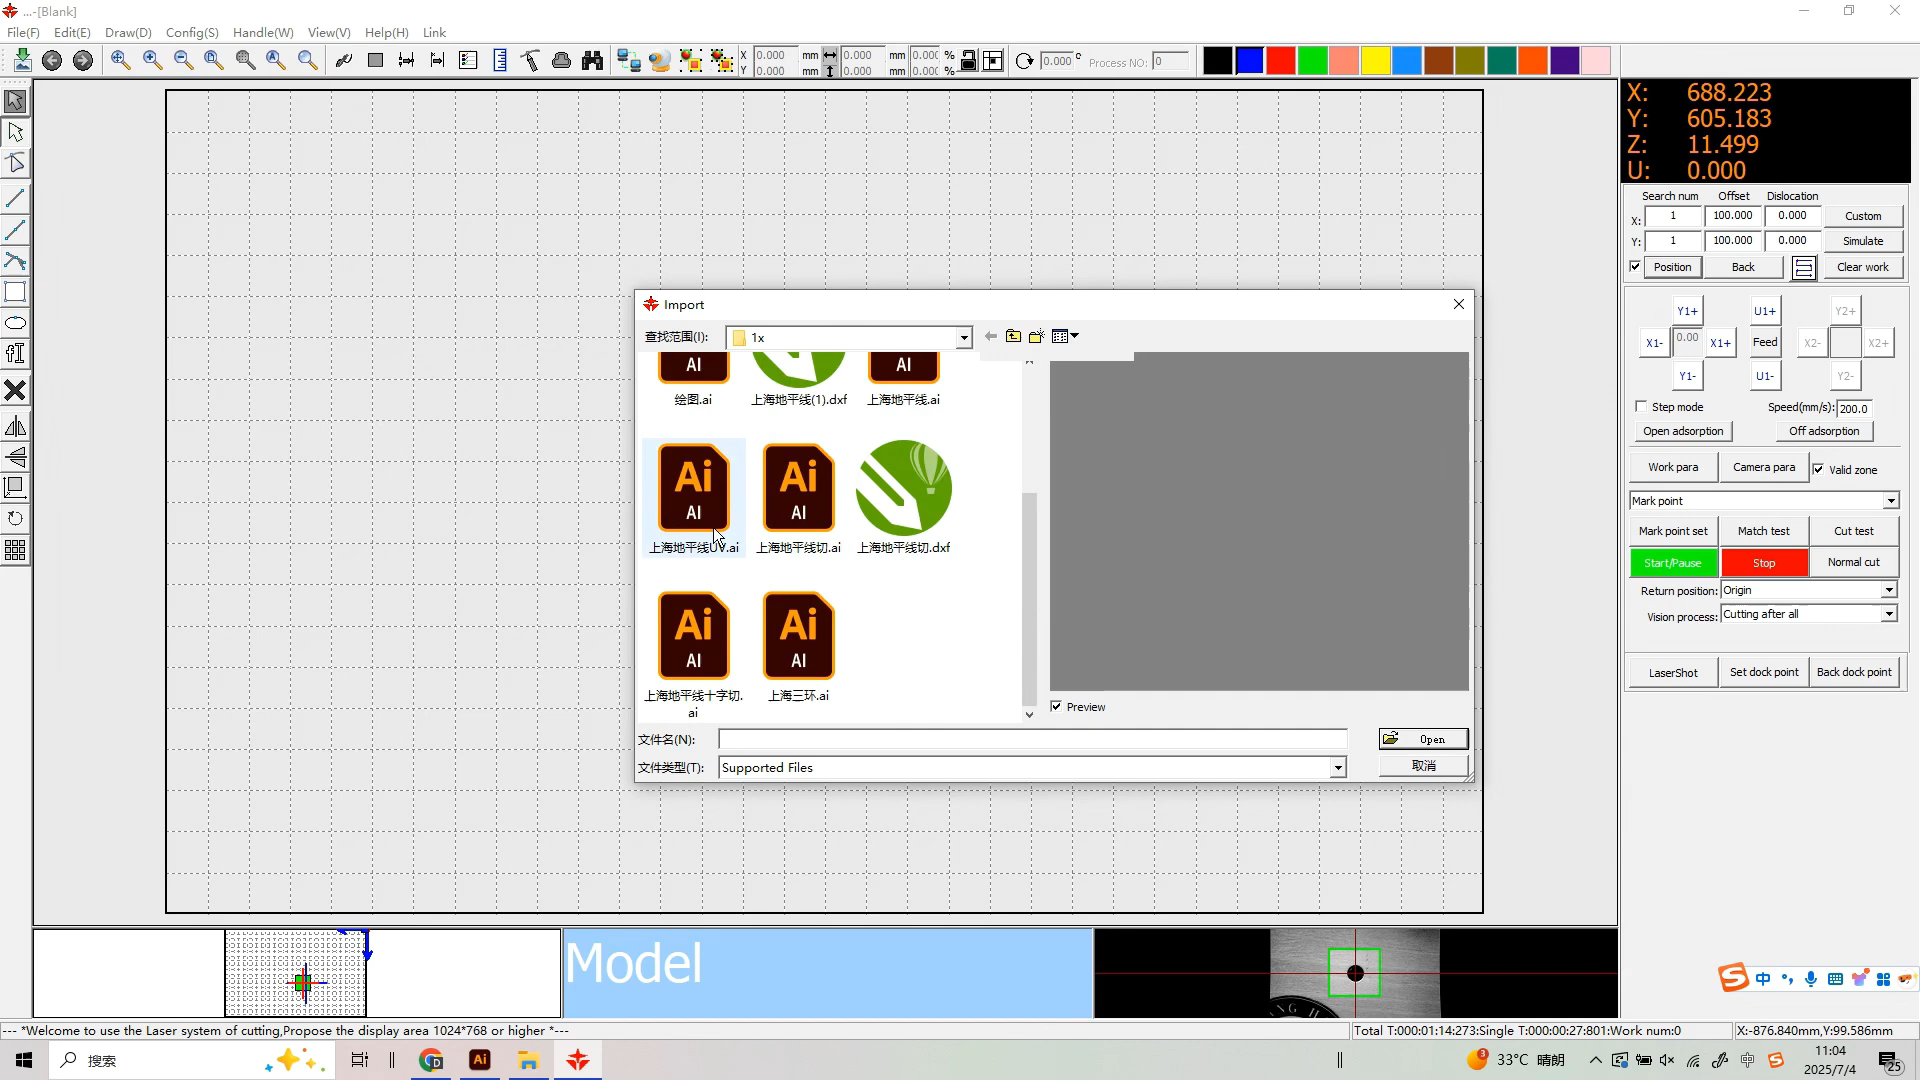 ...-[Blank]
File(F) Edit(E) Draw(D) Config(S) Handle(W) View(V) Help(H) Link
X 0.000 mm 0.000 mm 0.000 %
Y 0.000 mm 0.000 mm 0.000 %
0.000 ° Process NO: 0
X: 688.223
Y: 605.183
Z: 11.499
U: 0.000
Search num Offset Dislocation
X: 1 100.000 0.000 Custom
Y: 1 100.000 0.000 Simulate
Position Back Clear work
Y1+ U1+ Y2+
X1- 0.00 X1+ Feed X2- X2+
Y1- U1- Y2-
Step mode Speed(mm/s): 200.0
Open adsorption Off adsorption
Work para Camera para Valid zone
Mark point
Mark point set Match test Cut test
Start/Pause Stop Normal cut
Return position: Origin
Vision process: Cutting after all
LaserShot Set dock point Back dock point
Import
查找范围(I): 1x
AI AI
绘图.ai 上海地平线(1).dxf 上海地平线.ai
Ai Ai
AI AI
上海地平线UV.ai 上海地平线切.ai 上海地平线切.dxf
Ai Ai
AI AI
上海地平线十字切. 上海三环.ai
ai
Preview
文件名(N): Open
文件类型(T): Supported Files 取消
Model
NG H
中
--- *Welcome to use the Laser system of cutting,Propose the display area 1024*768 or higher *---
Total T:000:01:14:273:Single T:000:00:27:801:Work num:0
X:-876.840mm,Y:99.586mm
搜索
Ai
3 33°C 晴朗
中
11:04
2025/7/4
25